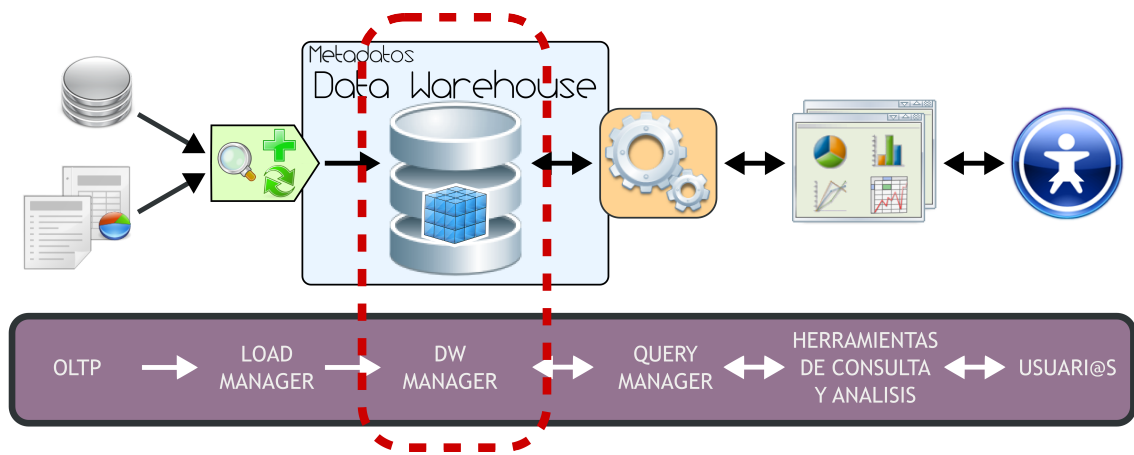 Metadatos
Data Warehouse
OLTP
LOAD
MANAGER
DW
MANAGER
QUERY
MANAGER
HERRAMIENTAS
DE CONSULTA
Y ANALISIS
USUARI@S